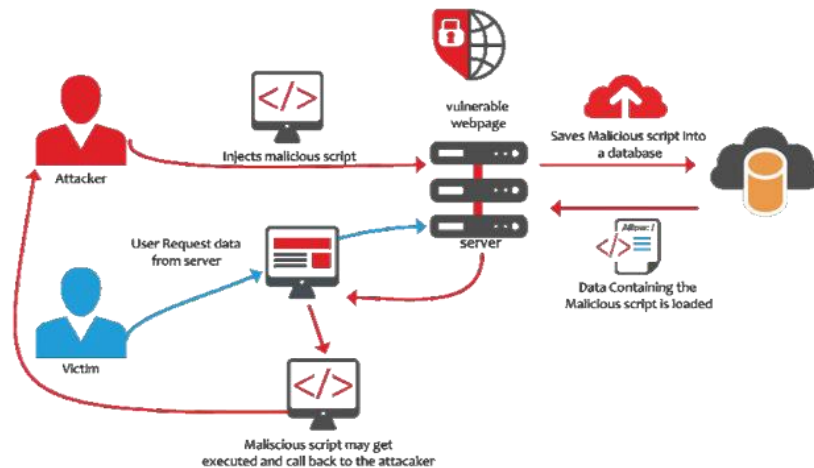 vulnerable
webpage
</>
Injects malicious script
Attacker
Saves Malicious script into
a database
User Request data
from server
server
Allow: /
</>
Data Containing the
Malicious script is loaded
Victim
</>
Maliscious script may get
executed and call back to the attacaker